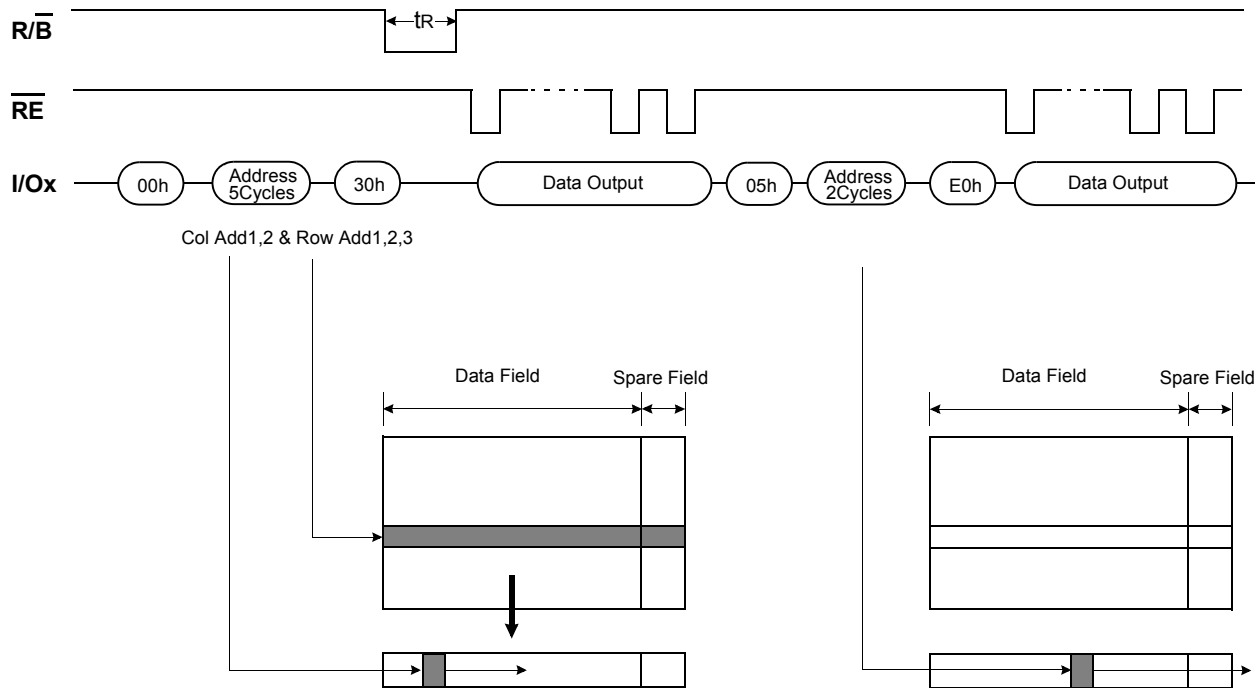 R/B̅
tR
R̅E̅
I/Ox
00h
Address
5Cycles
30h
Data Output
05h
Address
2Cycles
E0h
Data Output
Col Add1,2 & Row Add1,2,3
Data Field
Spare Field
Data Field
Spare Field